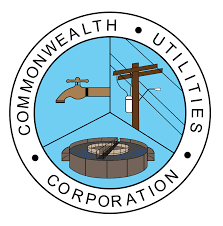 COMMONWEALTH • UTILITIES • CORPORATION •